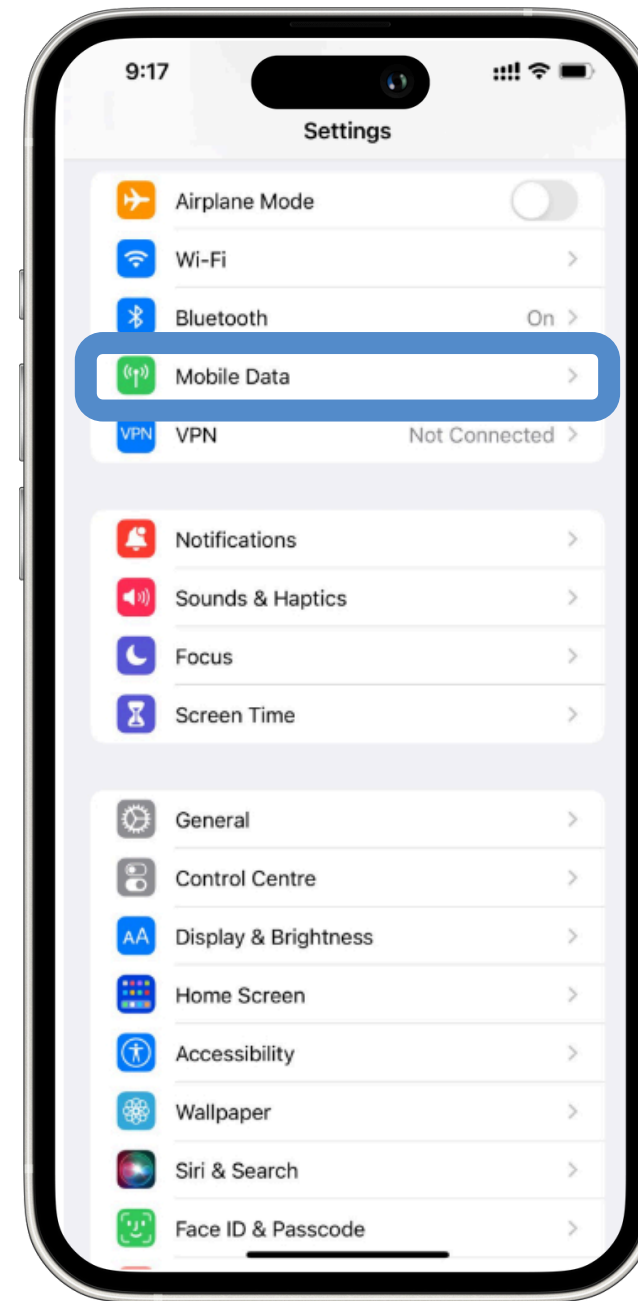 9:17
Settings
Airplane Mode
Wi-Fi
Bluetooth On
Mobile Data
VPN VPN Not Connected
Notifications
Sounds & Haptics
Focus
Screen Time
General
Control Centre
AA Display & Brightness
Home Screen
Accessibility
Wallpaper
Siri & Search
Face ID & Passcode